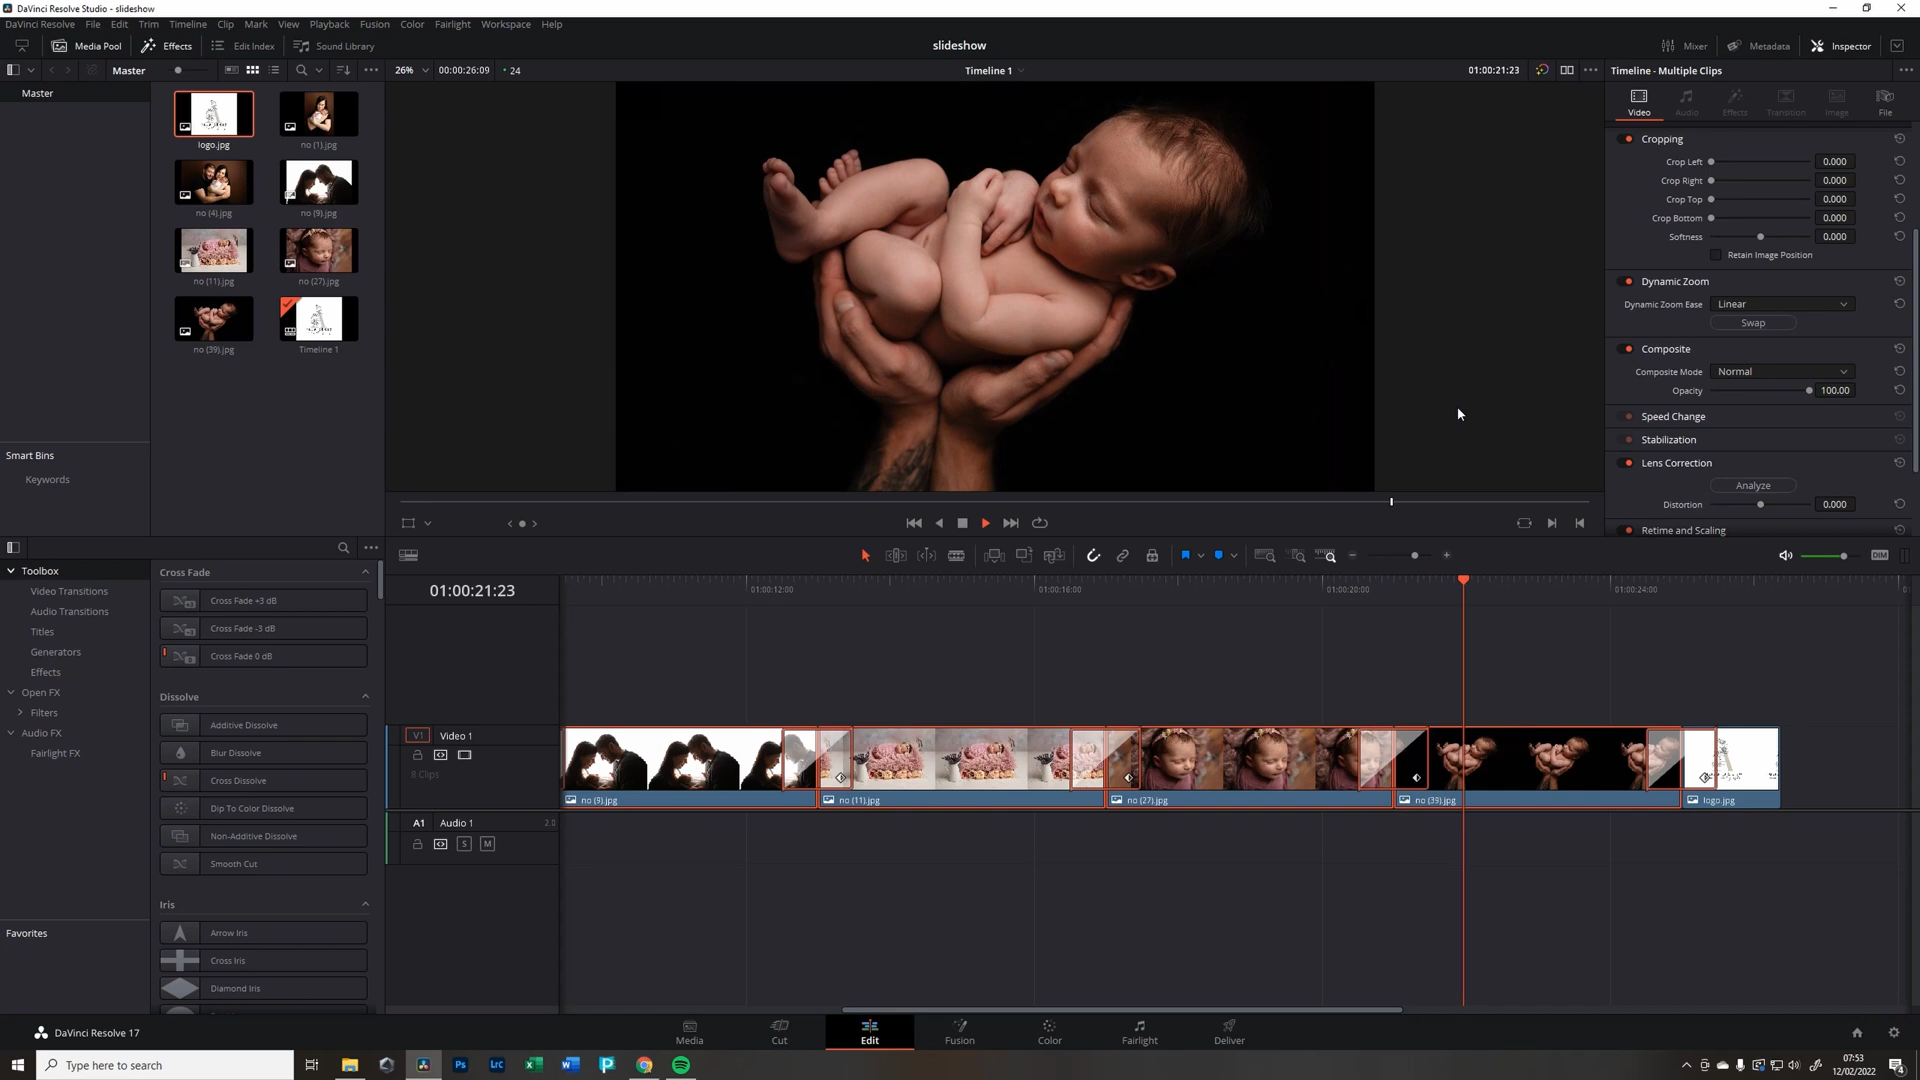 DaVinci Resolve Studio - slideshow
DaVinci Resolve File Edit Trim Timeline Clip Mark View Playback Fusion Color Fairlight Workspace Help
Media Pool Effects Edit Index Sound Library slideshow Mixer Metadata Inspector
Master 26% 00:00:26:09 24 Timeline 1 01:00:21:23 Timeline - Multiple Clips
Master
logo.jpg no (1).jpg
no (4).jpg no (9).jpg
no (11).jpg no (27).jpg
no (39).jpg Timeline 1
Smart Bins
Keywords
Video Audio Effects Transition Image File
Cropping
Crop Left 0.000
Crop Right 0.000
Crop Top 0.000
Crop Bottom 0.000
Softness 0.000
Retain Image Position
Dynamic Zoom
Dynamic Zoom Ease Linear
Swap
Composite
Composite Mode Normal
Opacity 100.00
Speed Change
Stabilization
Lens Correction
Analyze
Distortion 0.000
Retime and Scaling
DIM
Toolbox
Video Transitions
Audio Transitions
Titles
Generators
Effects
Open FX
Filters
Audio FX
Fairlight FX
Favorites
Cross Fade
Cross Fade +3 dB
Cross Fade -3 dB
Cross Fade 0 dB
Dissolve
Additive Dissolve
Blur Dissolve
Cross Dissolve
Dip To Color Dissolve
Non-Additive Dissolve
Smooth Cut
Iris
Arrow Iris
Cross Iris
Diamond Iris
01:00:21:23 01:00:12:00 01:00:16:00 01:00:20:00 01:00:24:00
V1 Video 1
8 Clips
no (9).jpg no (11).jpg no (27).jpg no (39).jpg logo.jpg
A1 Audio 1 2.0
S M
DaVinci Resolve 17
Media Cut Edit Fusion Color Fairlight Deliver
Type here to search
Ps Lrc
07:53
12/02/2022
4